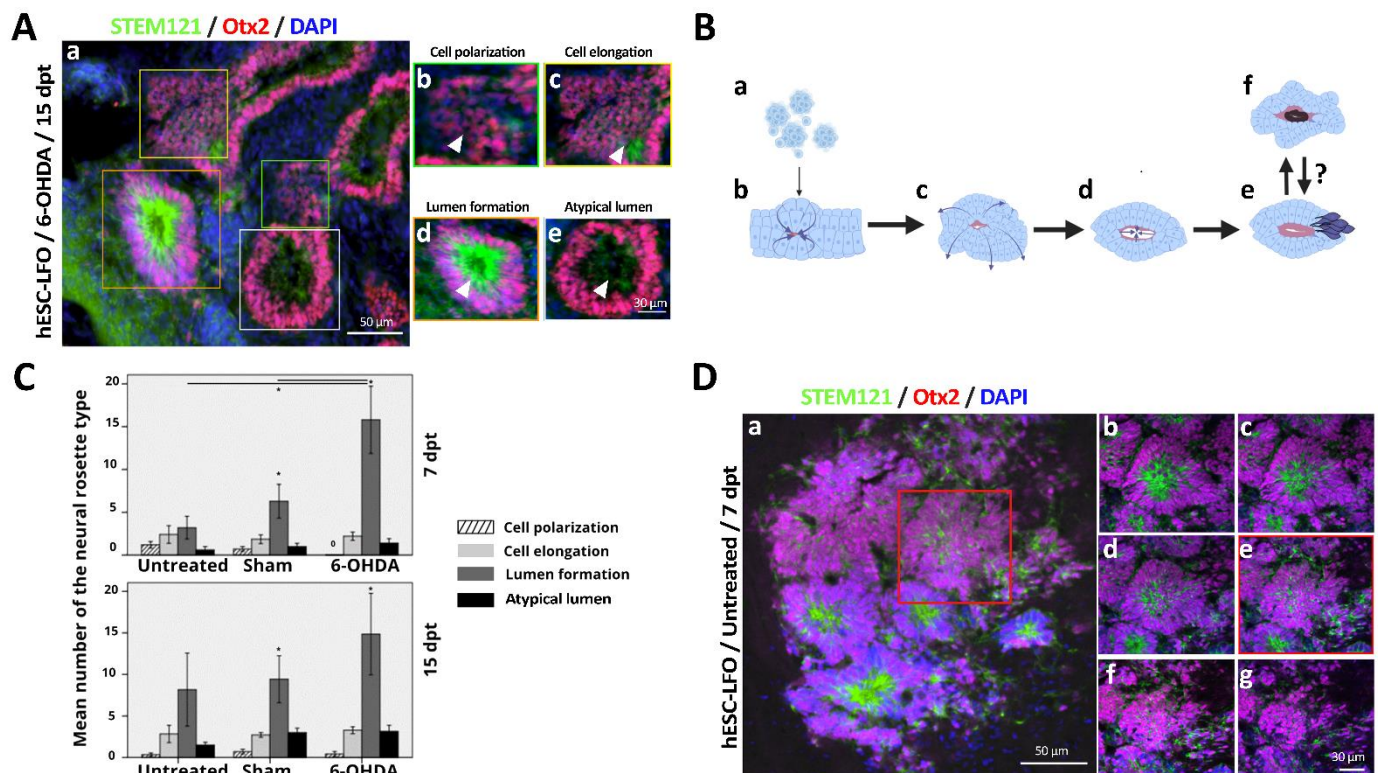 A
STEM121 / Otx2 / DAPI
hESC-LFO / 6-OHDA / 15 dpt
a
50 µm
Cell polarization
b
Cell elongation
c
Lumen formation
d
Atypical lumen
e
30 µm
B
a
f
b
c
d
e
?
C
Mean number of the neural rosette type
20
15
10
5
0
*
*
*
0
Untreated
Sham
6-OHDA
7 dpt
20
15
10
5
0
*
*
Untreated
Sham
6-OHDA
15 dpt
Cell polarization
Cell elongation
Lumen formation
Atypical lumen
D
STEM121 / Otx2 / DAPI
hESC-LFO / Untreated / 7 dpt
a
50 µm
b
c
d
e
f
g
30 µm